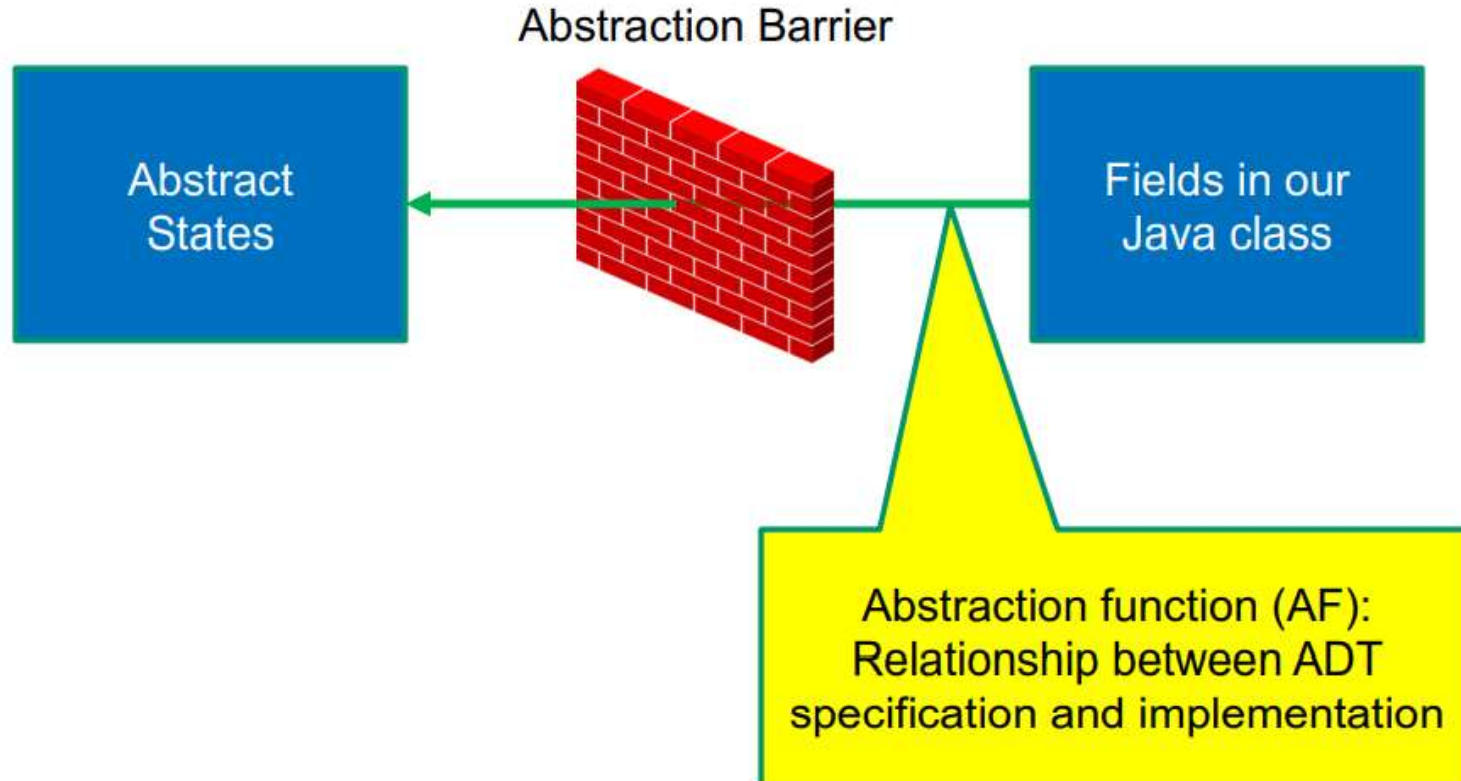 Abstraction Barrier
Abstract
States
Fields in our
Java class
Abstraction function (AF):
Relationship between ADT
specification and implementation